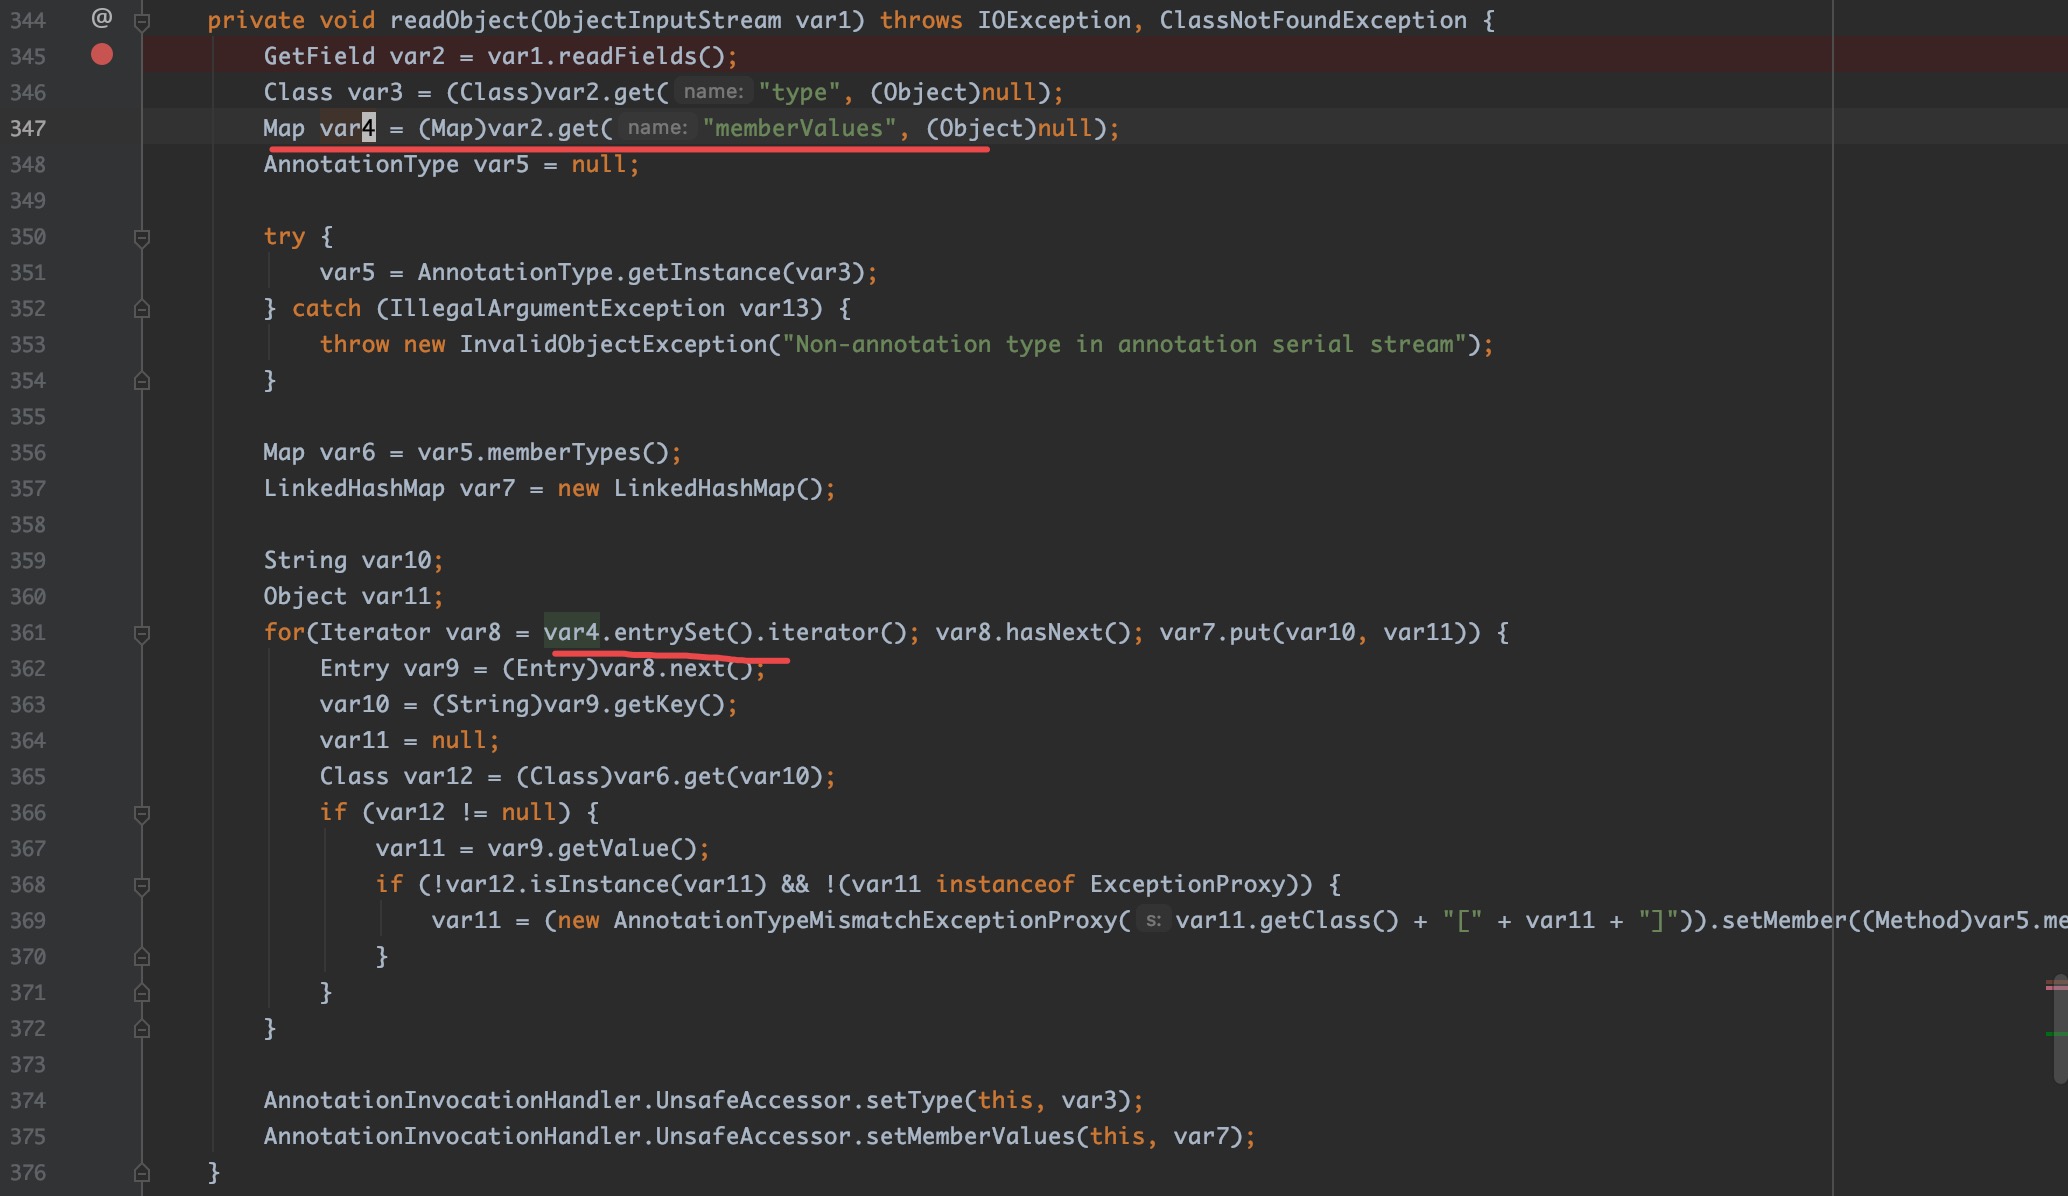 344 @ private void readObject(ObjectInputStream var1) throws IOException, ClassNotFoundException {
345 GetField var2 = var1.readFields();
346 Class var3 = (Class)var2.get( name: "type", (Object)null);
347 Map var4 = (Map)var2.get( name: "memberValues", (Object)null);
348 AnnotationType var5 = null;
349
350 try {
351 var5 = AnnotationType.getInstance(var3);
352 } catch (IllegalArgumentException var13) {
353 throw new InvalidObjectException("Non-annotation type in annotation serial stream");
354 }
355
356 Map var6 = var5.memberTypes();
357 LinkedHashMap var7 = new LinkedHashMap();
358
359 String var10;
360 Object var11;
361 for(Iterator var8 = var4.entrySet().iterator(); var8.hasNext(); var7.put(var10, var11)) {
362 Entry var9 = (Entry)var8.next();
363 var10 = (String)var9.getKey();
364 var11 = null;
365 Class var12 = (Class)var6.get(var10);
366 if (var12 != null) {
367 var11 = var9.getValue();
368 if (!var12.isInstance(var11) && !(var11 instanceof ExceptionProxy)) {
369 var11 = (new AnnotationTypeMismatchExceptionProxy( s: var11.getClass() + "[" + var11 + "]")).setMember((Method)var5.me
370 }
371 }
372 }
373
374 AnnotationInvocationHandler.UnsafeAccessor.setType(this, var3);
375 AnnotationInvocationHandler.UnsafeAccessor.setMemberValues(this, var7);
376 }